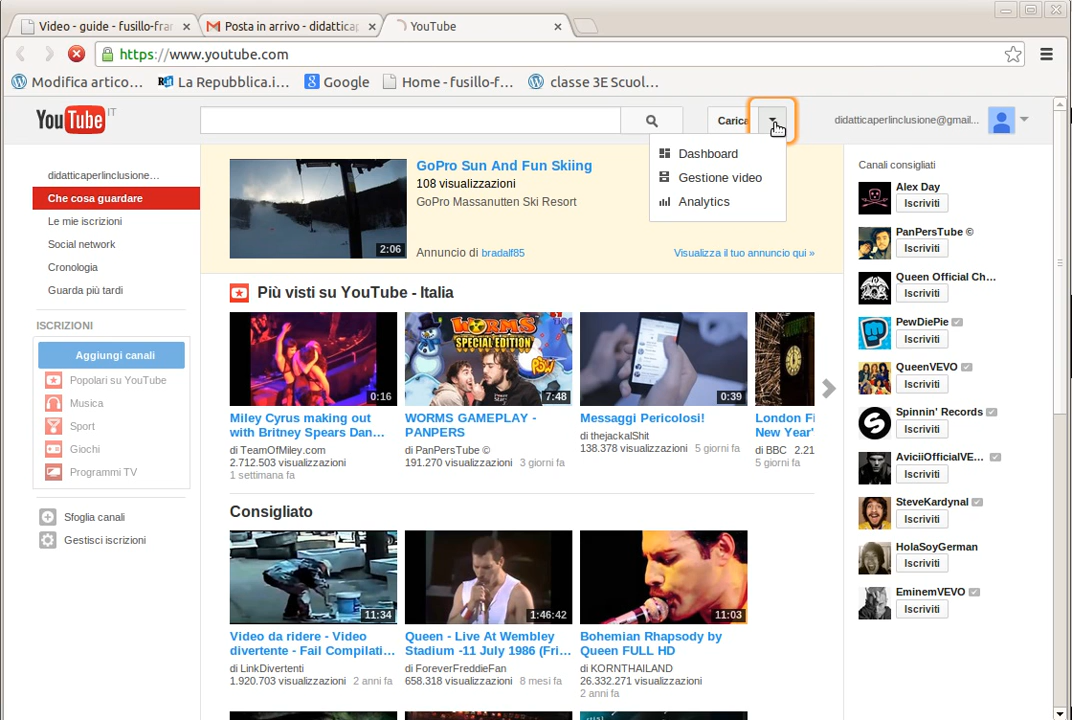 Video - guide - fusillo-fra
Posta in arrivo - didattica
YouTube
https://www.youtube.com
Modifica artico...
La Repubblica.i...
Google
Home - fusillo-f...
classe 3E Scuol...
YouTube IT
Carica
didatticaperlinclusione@gmail...
Dashboard
Gestione video
Analytics
didatticaperlinclusione...
Che cosa guardare
Le mie iscrizioni
Social network
Cronologia
Guarda più tardi
ISCRIZIONI
Aggiungi canali
Popolari su YouTube
Musica
Sport
Giochi
Programmi TV
Sfoglia canali
Gestisci iscrizioni
2:06
GoPro Sun And Fun Skiing
108 visualizzazioni
GoPro Massanutten Ski Resort
Annuncio di bradalf85
Visualizza il tuo annuncio qui »
Più visti su YouTube - Italia
0:16
Miley Cyrus making out
with Britney Spears Dan...
di TeamOfMiley.com
2.712.503 visualizzazioni
1 settimana fa
WORMS
SPECIAL EDITION
POW
7:48
WORMS GAMEPLAY -
PANPERS
di PanPersTube ©
191.270 visualizzazioni 3 giorni fa
0:39
Messaggi Pericolosi!
di thejackalShit
138.378 visualizzazioni 5 giorni fa
London Fi
New Year'
di BBC 2.21
5 giorni fa
Consigliato
11:34
Video da ridere - Video
divertente - Fail Compilati...
di LinkDivertenti
1.920.703 visualizzazioni 2 anni fa
1:46:42
Queen - Live At Wembley
Stadium -11 July 1986 (Fri...
di ForeverFreddieFan
658.318 visualizzazioni 8 mesi fa
11:03
Bohemian Rhapsody by
Queen FULL HD
di KORNTHAILAND
26.332.271 visualizzazioni
2 anni fa
Canali consigliati
Alex Day
Iscriviti
PanPersTube ©
Iscriviti
Queen Official Ch...
Iscriviti
PewDiePie
Iscriviti
QueenVEVO
Iscriviti
Spinnin' Records
Iscriviti
AviciiOfficialVE...
Iscriviti
SteveKardynal
Iscriviti
HolaSoyGerman
Iscriviti
EminemVEVO
Iscriviti